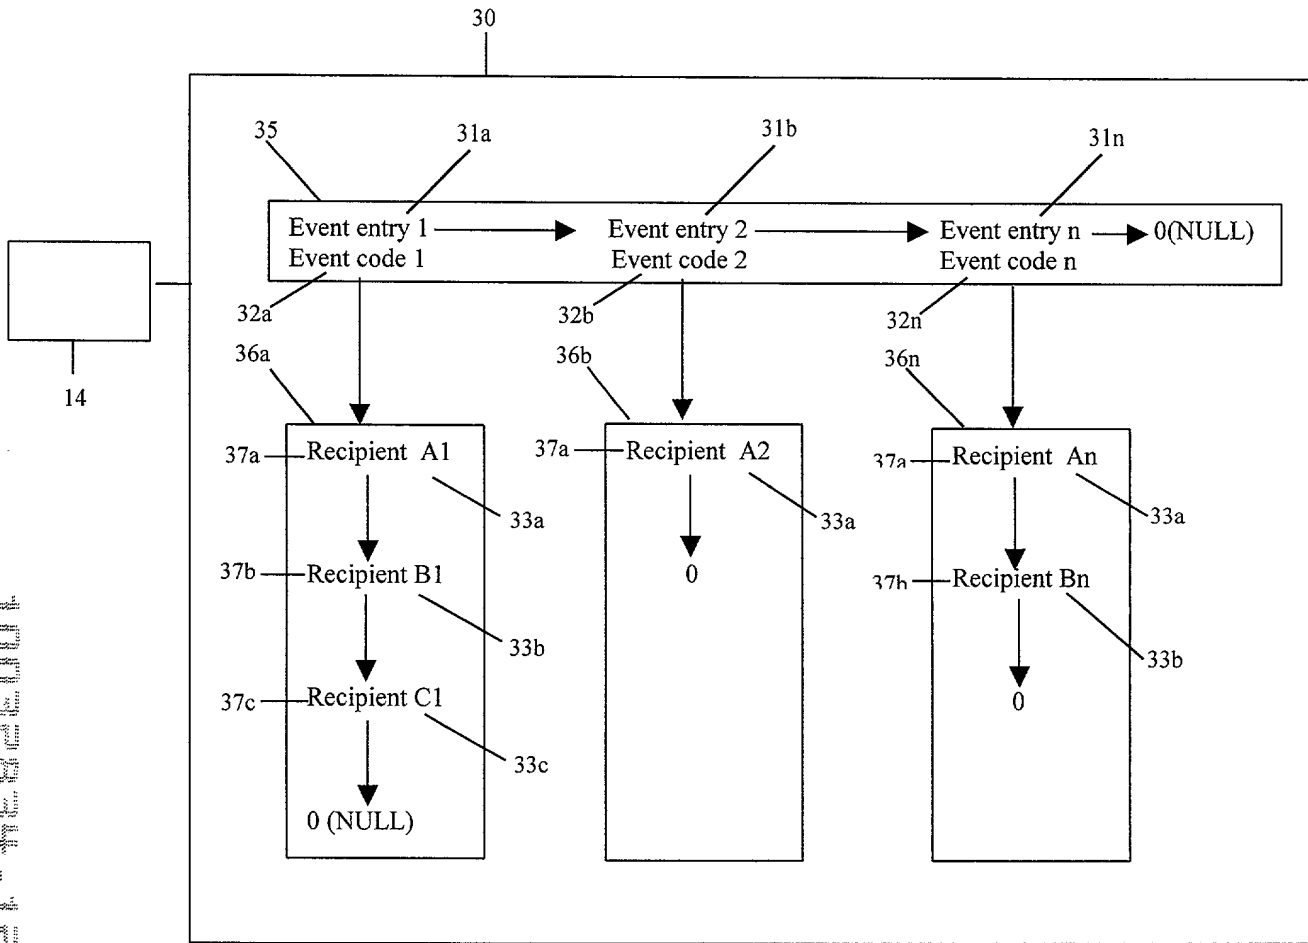 30
35 31a 31b 31n
Event entry 1 Event entry 2 Event entry n 0(NULL)
Event code 1 Event code 2 Event code n
32a 32b 32n
14
36a 36b 36n
37a Recipient A1 37a Recipient A2 37a Recipient An
33a 33a 33a
37b Recipient B1 0 37b Recipient Bn
33b 33b
37c Recipient C1 0
33c
0 (NULL)